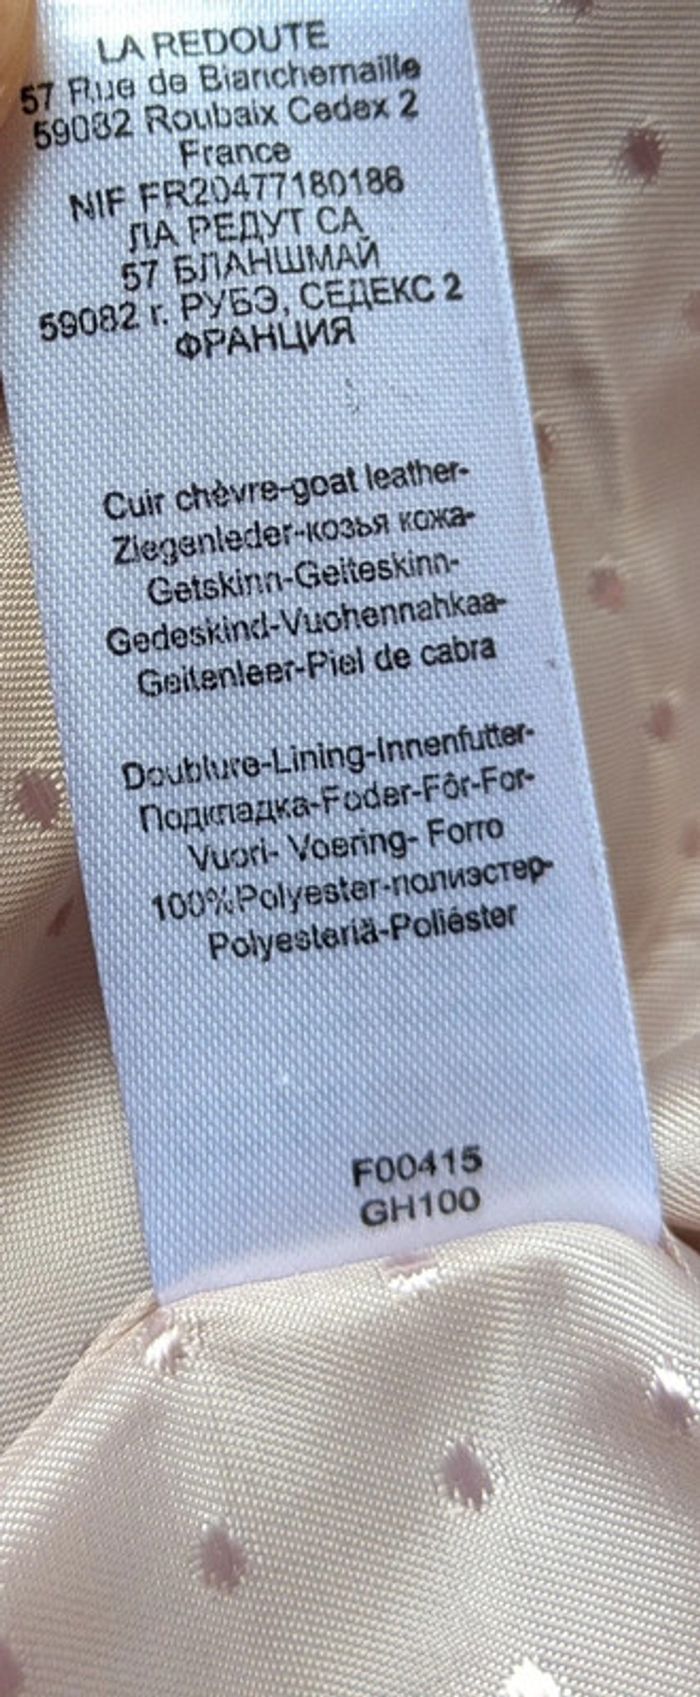 LA REDOUTE
57 Rue de Blanchemaille
59082 Roubaix Cedex 2
France
NIF FR20477180186
ЛА РЕДУТ СА
57 БЛАНШМАЙ
59082 г. РУБЭ, СЕДЕКС 2
ФРАНЦИЯ
Cuir chèvre-goat leather-
Ziegenleder-козья кожа-
Getskinn-Geiteskinn-
Gedeskind-Vuohennahkaa-
Geitenleer-Piel de cabra
Doublure-Lining-Innenfutter-
Подкладка-Foder-Fôr-For-
Vuori- Voering- Forro
100%Polyester-полиэстер-
Polyesteriä-Poliéster
F00415
GH100